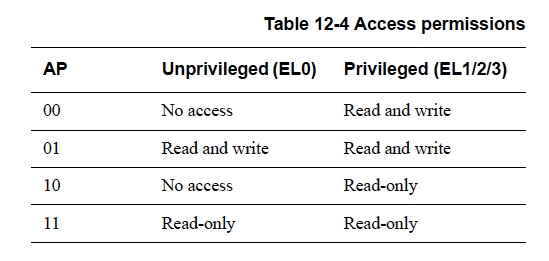 Table 12-4 Access permissions
AP Unprivileged (EL0) Privileged (EL1/2/3)
00 No access Read and write
01 Read and write Read and write
10 No access Read-only
11 Read-only Read-only